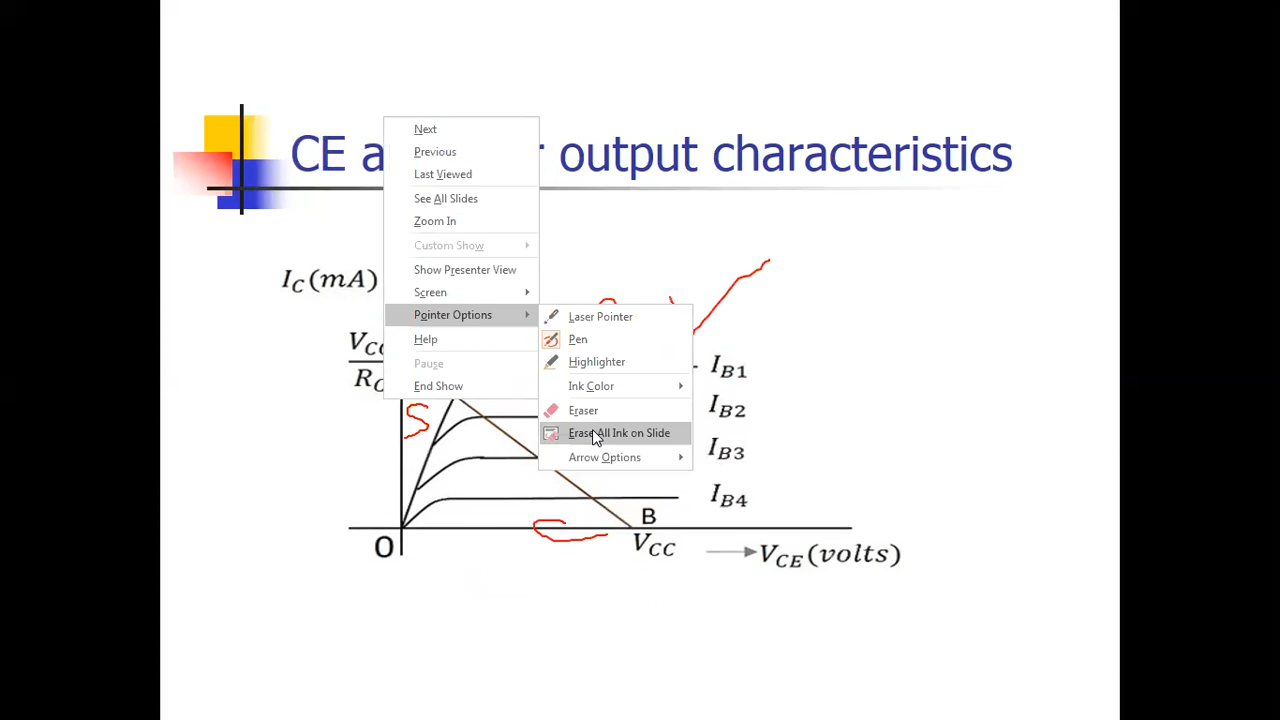 CE a r output characteristics
Next
Previous
Last Viewed
See All Slides
Zoom In
Custom Show
Show Presenter View
Screen
Pointer Options
Help
Pause
End Show
Laser Pointer
Pen
Highlighter
Ink Color
Eraser
Erase All Ink on Slide
Arrow Options
I_C(mA)
V_CC
R_C
S
I_B1
I_B2
I_B3
I_B4
B
O
V_CC
V_CE(volts)